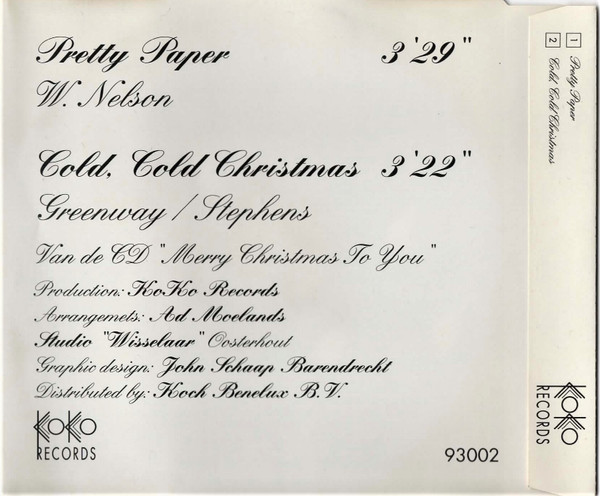 Pretty Paper 3'29"
W. Nelson
Cold, Cold Christmas 3'22"
Greenway / Stephens
Van de CD "Merry Christmas To You"
Production: KoKo Records
Arrangemets: Ad Moelands
Studio "Wisselaar" Oosterhout
Graphic design: John Schaap Barendrecht
Distributed by: Koch Benelux B.V.
KoKo
RECORDS
93002
1 Pretty Paper
2 Cold, Cold Christmas
KoKo
RECORDS